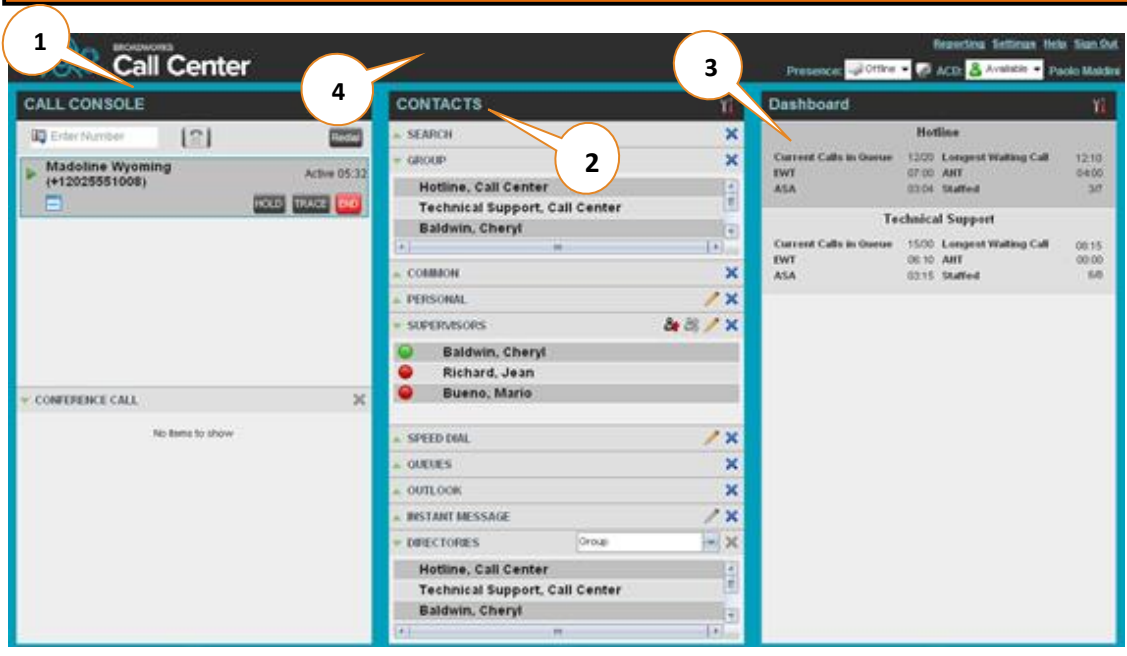 1
BROADWORKS
Call Center
4
3
2
Reporting Settings Help Sign Out
Presence: Offline ACD: Available Paolo Maldini
CALL CONSOLE
Enter Number
Redial
Madoline Wyoming
(+12025551008)
Active 05:32
HOLD TRACE END
CONFERENCE CALL
No items to show
CONTACTS
SEARCH
GROUP
Hotline, Call Center
Technical Support, Call Center
Baldwin, Cheryl
COMMON
PERSONAL
SUPERVISORS
Baldwin, Cheryl
Richard, Jean
Bueno, Mario
SPEED DIAL
QUEUES
OUTLOOK
INSTANT MESSAGE
DIRECTORIES Group
Hotline, Call Center
Technical Support, Call Center
Baldwin, Cheryl
Dashboard
Hotline
Current Calls in Queue 12/20 Longest Waiting Call 12:10
EWT 07:00 AHT 04:00
ASA 03:04 Staffed 3/7
Technical Support
Current Calls in Queue 15/30 Longest Waiting Call 08:15
EWT 06:10 AHT 00:00
ASA 03:15 Staffed